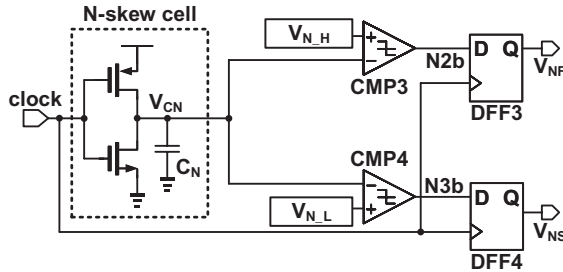 N-skew cell
clock
V_CN
C_N
V_N_H
+
−
CMP3
N2b
D Q
DFF3
V_NF
CMP4
−
+
V_N_L
N3b
D Q
DFF4
V_NS